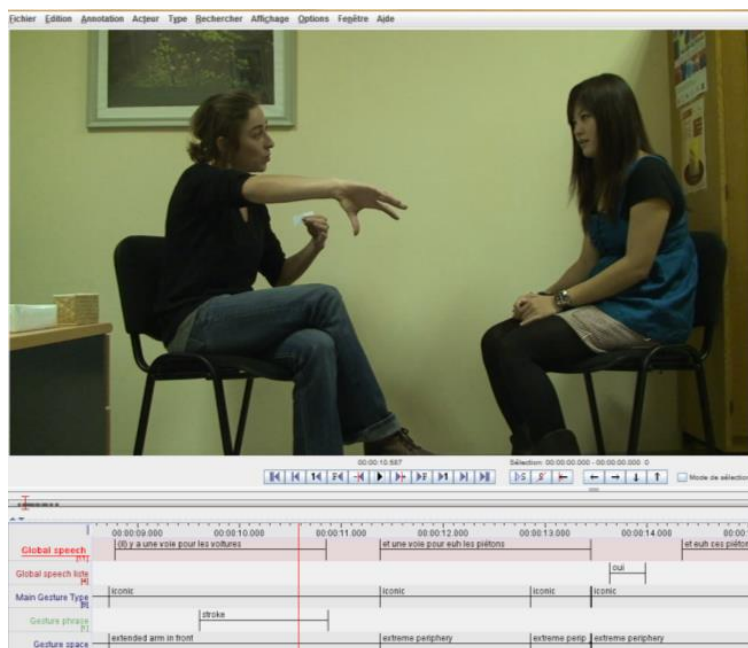 Fichier Edition Annotation Acteur Type Rechercher Affichage Options Fenêtre Aide
00:00:10.587 Sélection: 00:00:00.000 - 00:00:00.000 0
Mode de sélection
00:00:09.000 00:00:10.000 00:00:11.000 00:00:12.000 00:00:13.000 00:00:14.000
Global speech (il) y a une voie pour les voitures et une voie pour euh les piétons et euh ces piéton
Global speech liste oui
Main Gesture Type iconic iconic iconic iconic
Gesture phrase stroke
Gesture space extended arm in front extreme periphery extreme perip extreme periphery